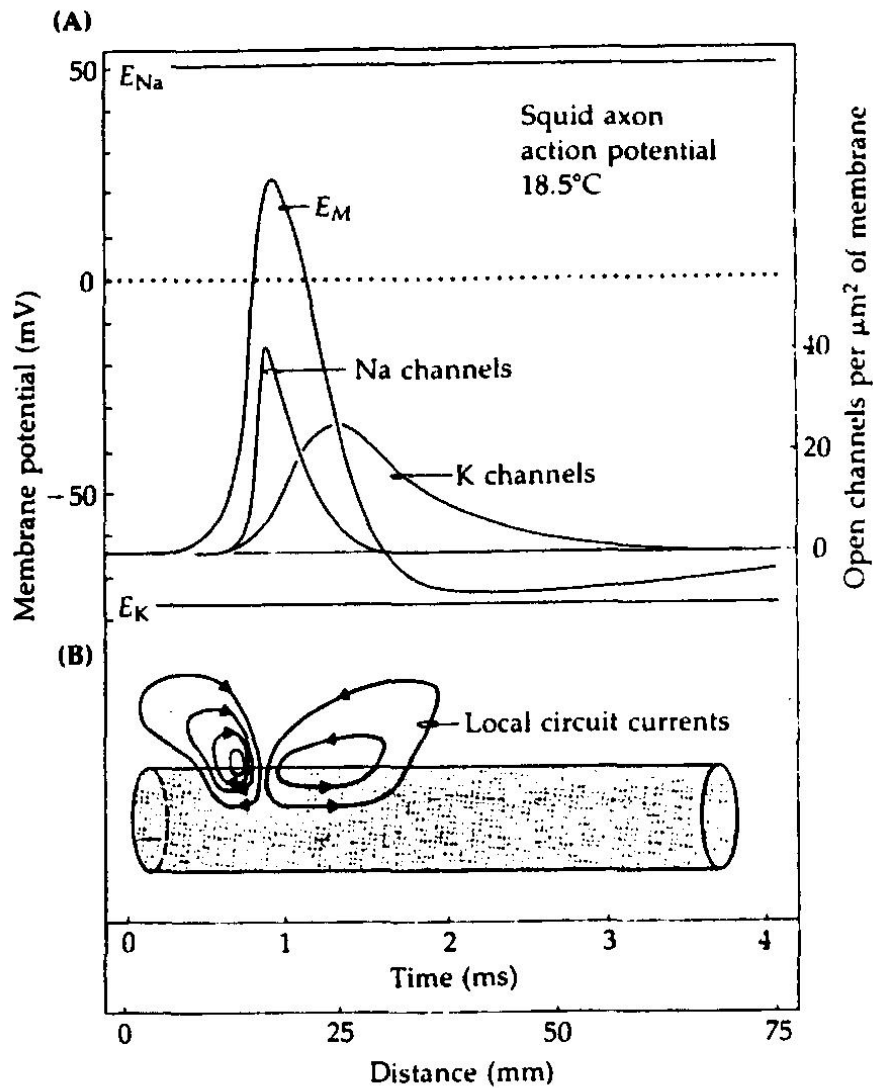 (A)
50
E_Na
Squid axon
action potential
18.5°C
E_M
0
Na channels
40
20
K channels
−50
0
E_K
Membrane potential (mV)
Open channels per μm² of membrane
(B)
Local circuit currents
0 1 2 3 4
Time (ms)
0 25 50 75
Distance (mm)